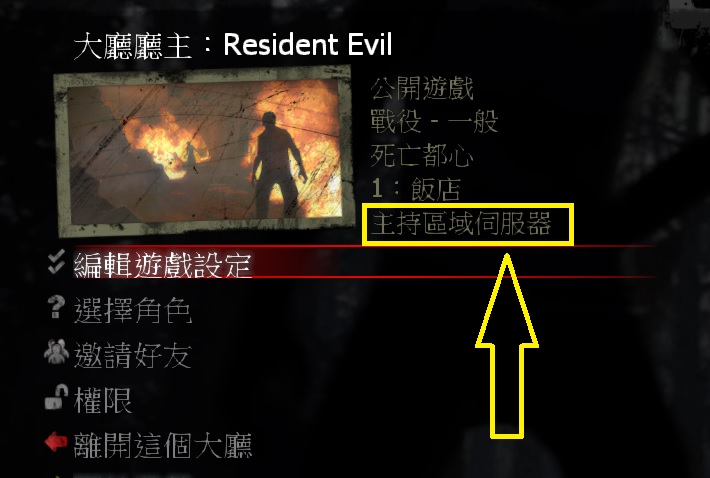 大廳廳主：Resident Evil
公開遊戲
戰役 - 一般
死亡都心
1：飯店
主持區域伺服器
編輯遊戲設定
選擇角色
邀請好友
權限
離開這個大廳